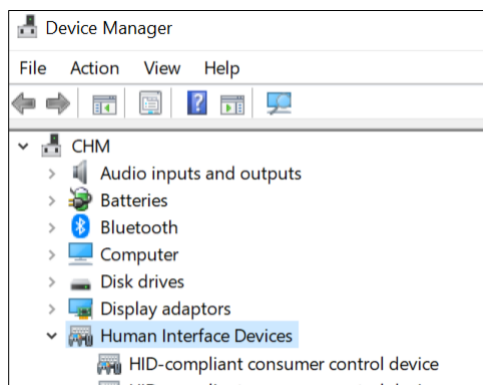 Device Manager
File Action View Help
CHM
Audio inputs and outputs
Batteries
Bluetooth
Computer
Disk drives
Display adaptors
Human Interface Devices
HID-compliant consumer control device